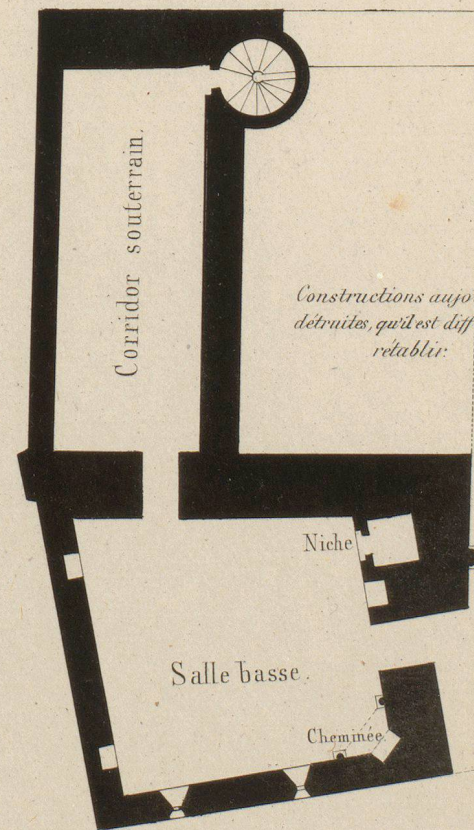 Corridor souterrain.
Constructions aujo
détruites, qu'il est diff
rétablir.
Niche
Salle basse.
Cheminée